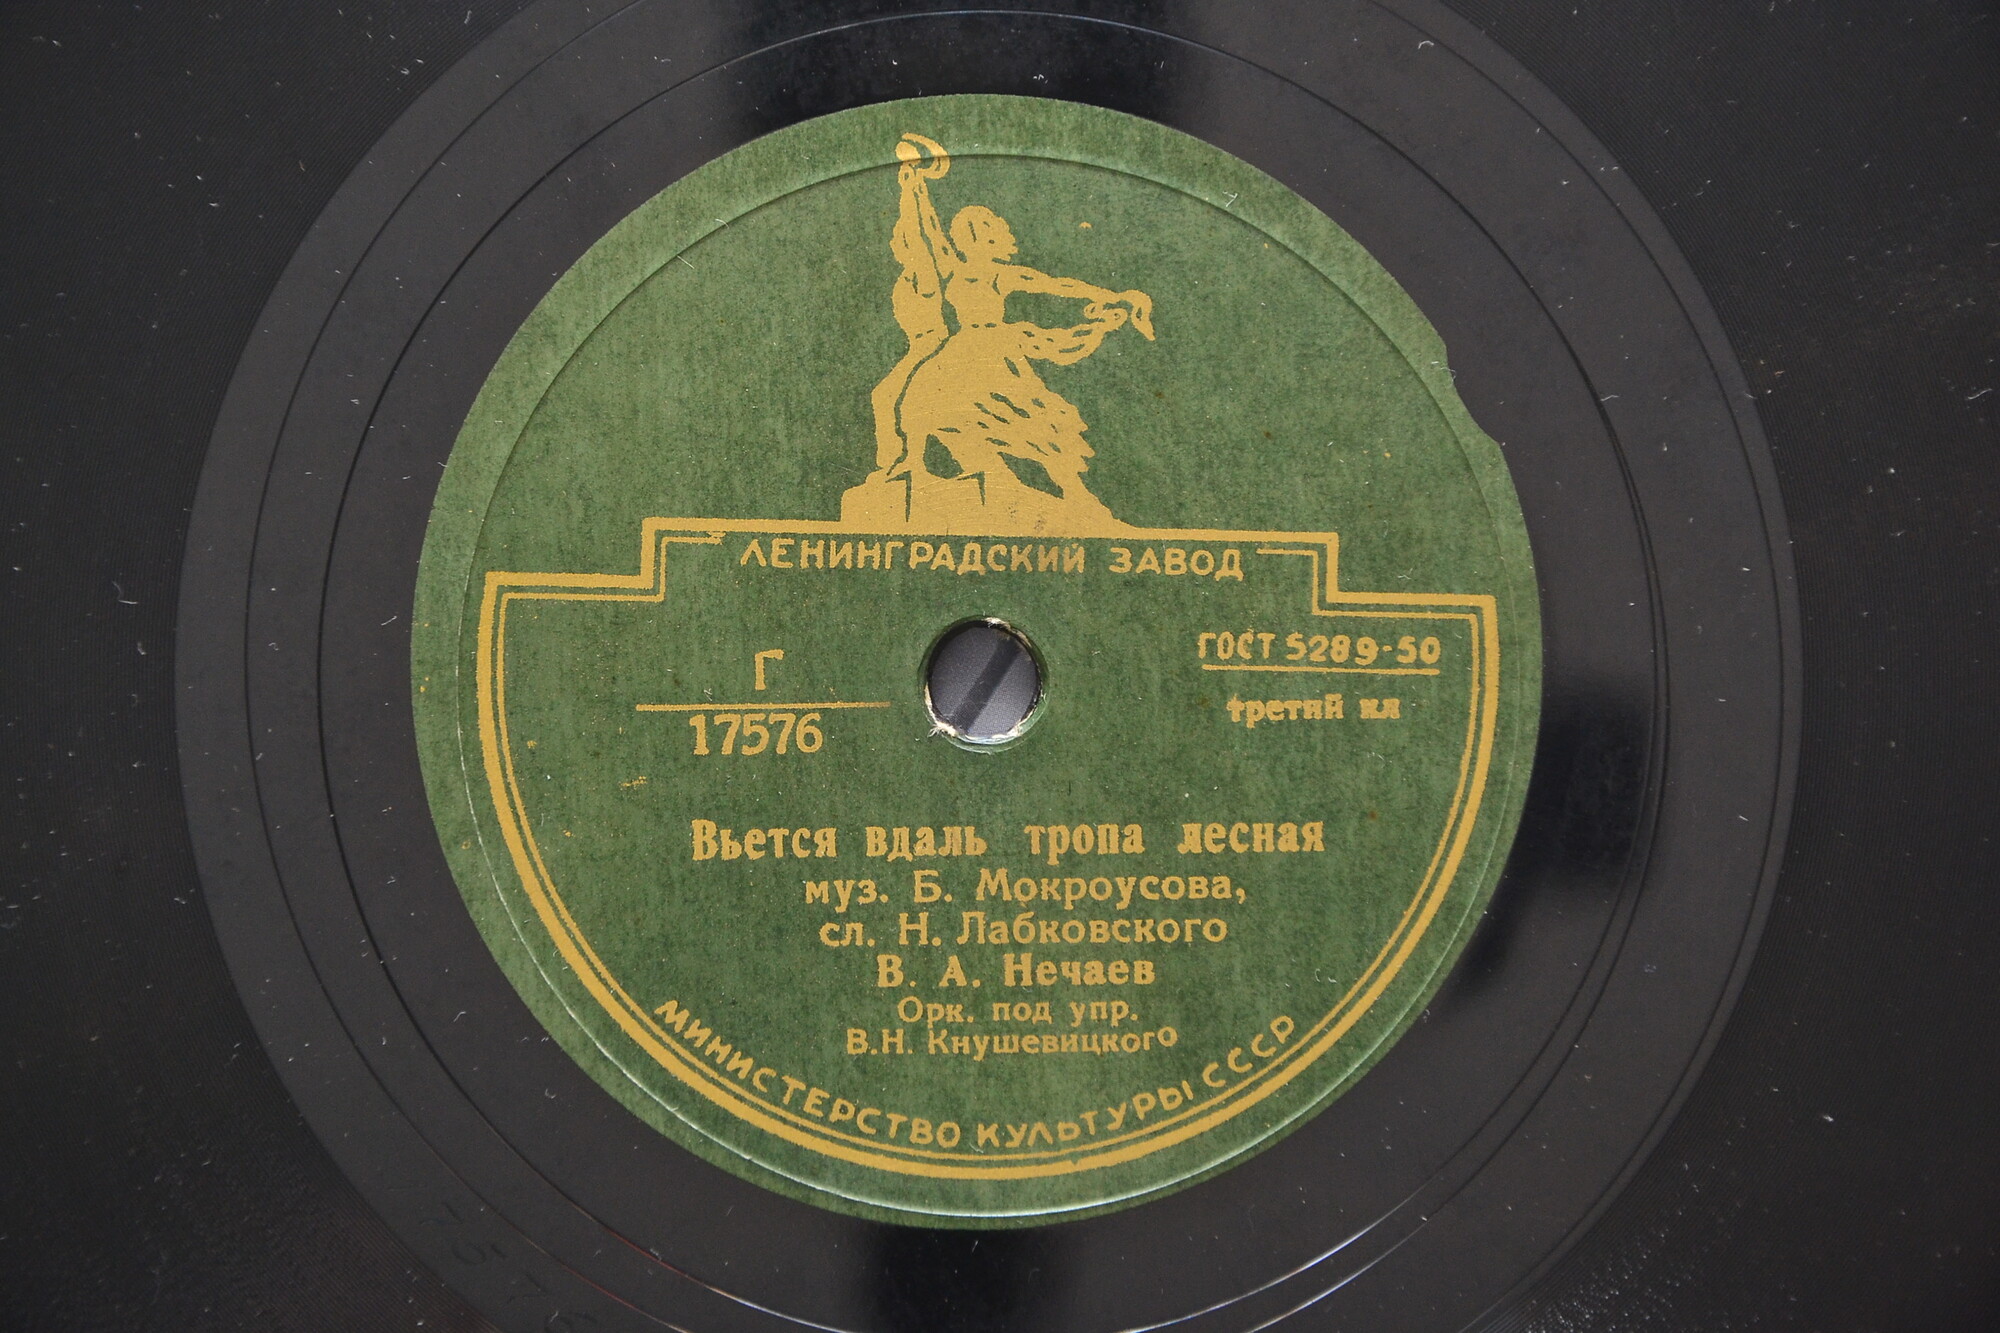 ЛЕНИНГРАДСКИЙ ЗАВОД
Г
17576
ГОСТ 5289-50
третий кл
Вьется вдаль тропа лесная
муз. Б. Мокроусова,
сл. Н. Лабковского
В. А. Нечаев
Орк. под упр.
В.Н. Кнушевицкого
МИНИСТЕРСТВО КУЛЬТУРЫ СССР